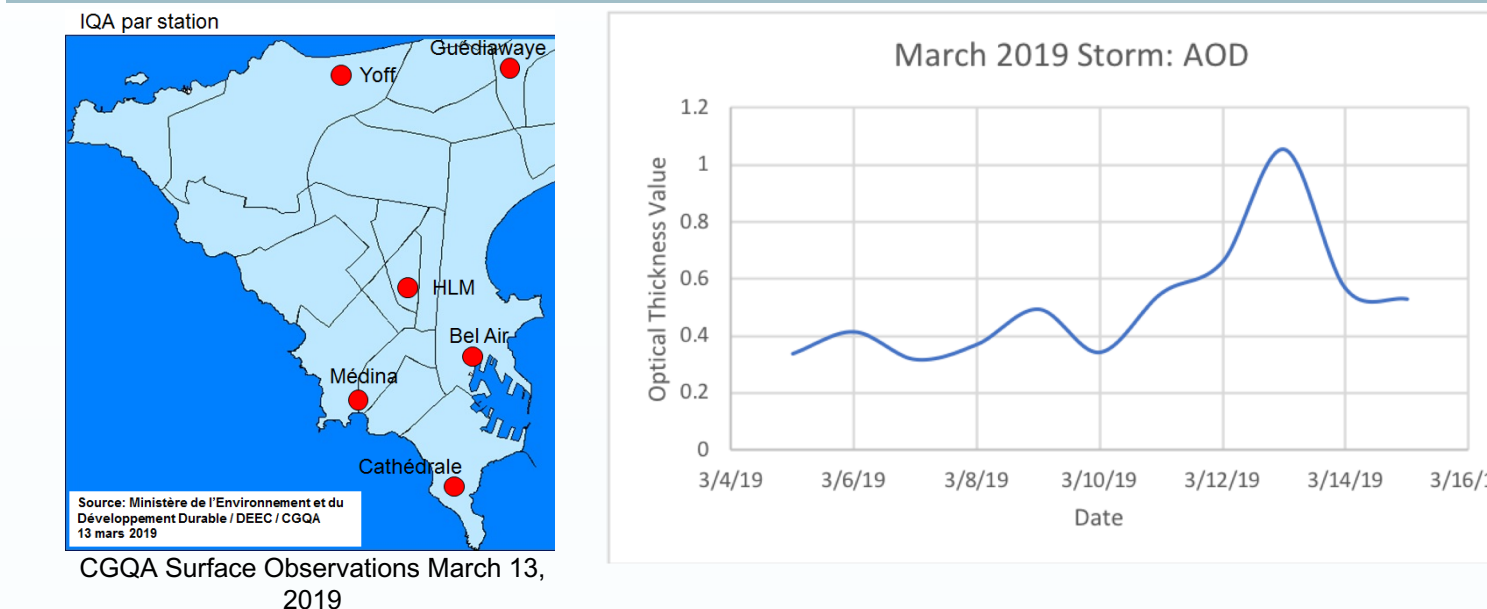 IQA par station
Guédiawaye
Yoff
HLM
Bel Air
Médina
Cathédrale
Source: Ministère de l'Environnement et du
Développement Durable / DEEC / CGQA
13 mars 2019
CGQA Surface Observations March 13,
2019
March 2019 Storm: AOD
Optical Thickness Value
1.2
1
0.8
0.6
0.4
0.2
0
3/4/19 3/6/19 3/8/19 3/10/19 3/12/19 3/14/19 3/16/1
Date